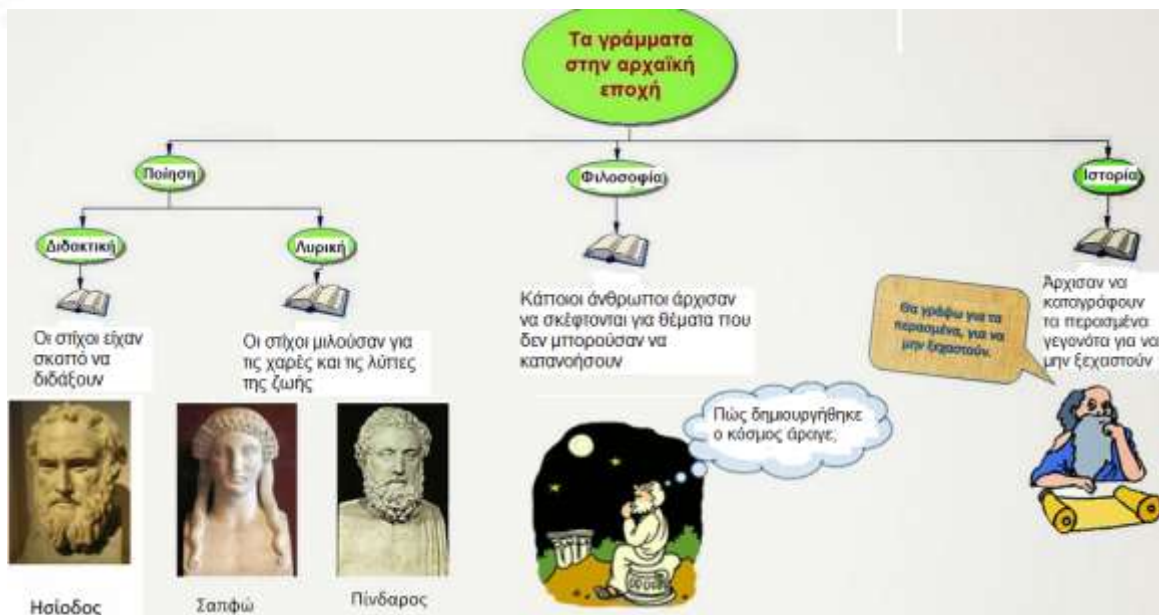 Τα γράμματα
στην αρχαϊκή
εποχή
Ποίηση
Φιλοσοφία
Ιστορία
Διδακτική
Λυρική
Οι στίχοι είχαν
σκοπό να
διδάξουν
Οι στίχοι μιλούσαν για
τις χαρές και τις λύπες
της ζωής
Κάποιοι άνθρωποι άρχισαν
να σκέφτονται για θέματα που
δεν μπορούσαν να
κατανοήσουν
Θα γράψω για τα
περασμένα, για να
μην ξεχαστούν.
Άρχισαν να
καταγράφουν
τα περασμένα
γεγονότα για να
μην ξεχαστούν
Πώς δημιουργήθηκε
ο κόσμος άραγε;
Ησίοδος
Σαπφώ
Πίνδαρος